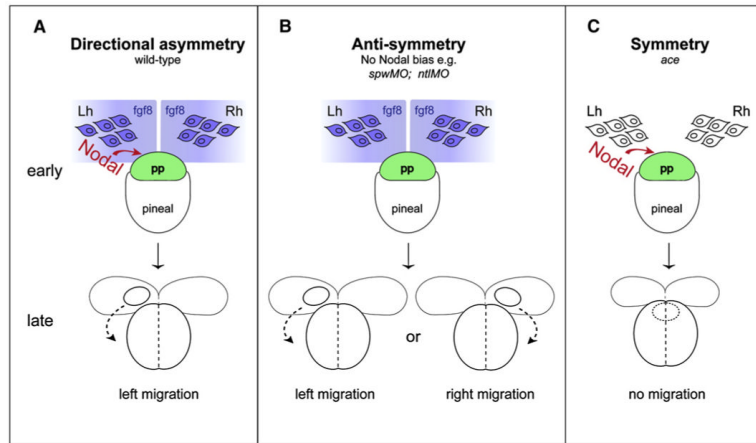 A
Directional asymmetry
wild-type
Lh
fgf8
fgf8
Rh
Nodal
early
pp
pineal
late
left migration
B
Anti-symmetry
No Nodal bias e.g.
spwMO; ntlMO
Lh
fgf8
fgf8
Rh
pp
pineal
or
left migration
right migration
C
Symmetry
ace
Lh
Rh
Nodal
pp
pineal
no migration